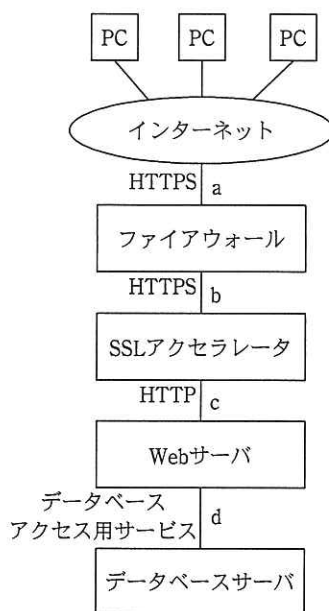 PC PC PC
インターネット
HTTPS a
ファイアウォール
HTTPS b
SSLアクセラレータ
HTTP c
Webサーバ
データベース
アクセス用サービス d
データベースサーバ